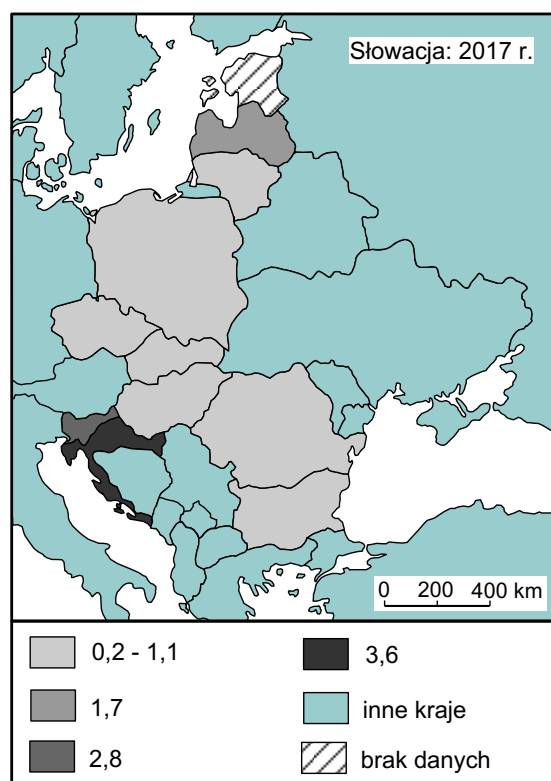 Słowacja: 2017 r.
0 200 400 km
0,2 - 1,1
1,7
2,8
3,6
inne kraje
brak danych